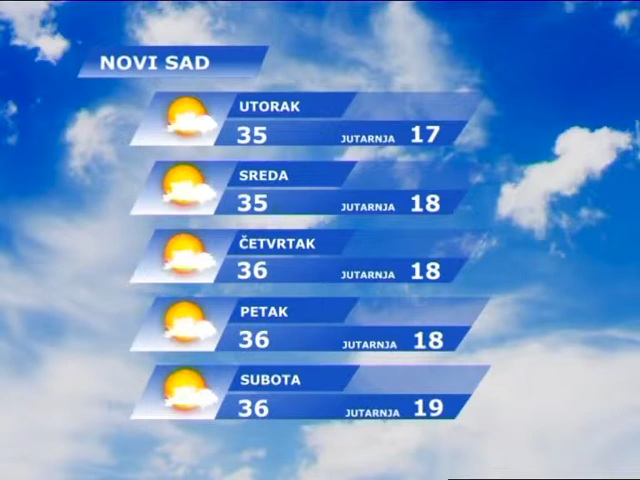 NOVI SAD
UTORAK
35 JUTARNJA 17
SREDA
35 JUTARNJA 18
ČETVRTAK
36 JUTARNJA 18
PETAK
36 JUTARNJA 18
SUBOTA
36 JUTARNJA 19